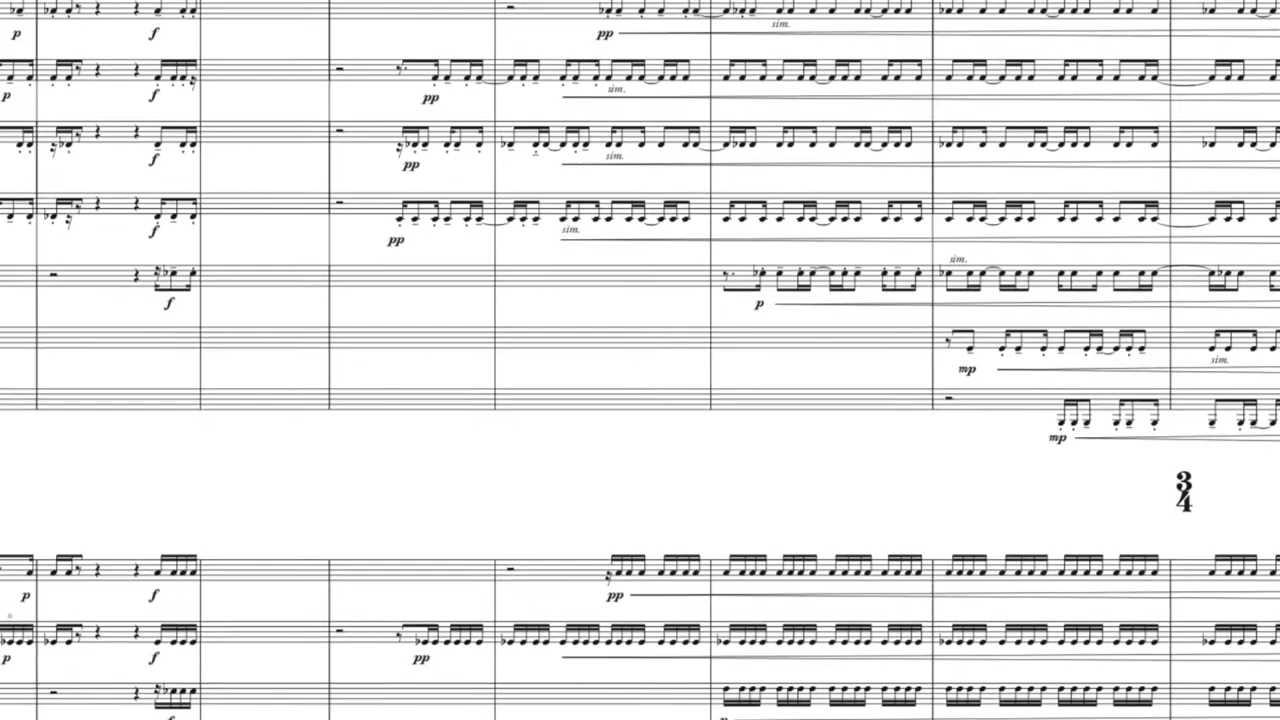 p f pp sim.
p f pp sim.
f pp sim.
f pp sim.
sim.
f p
mp sim.
mp
3
4
p f pp
p f pp